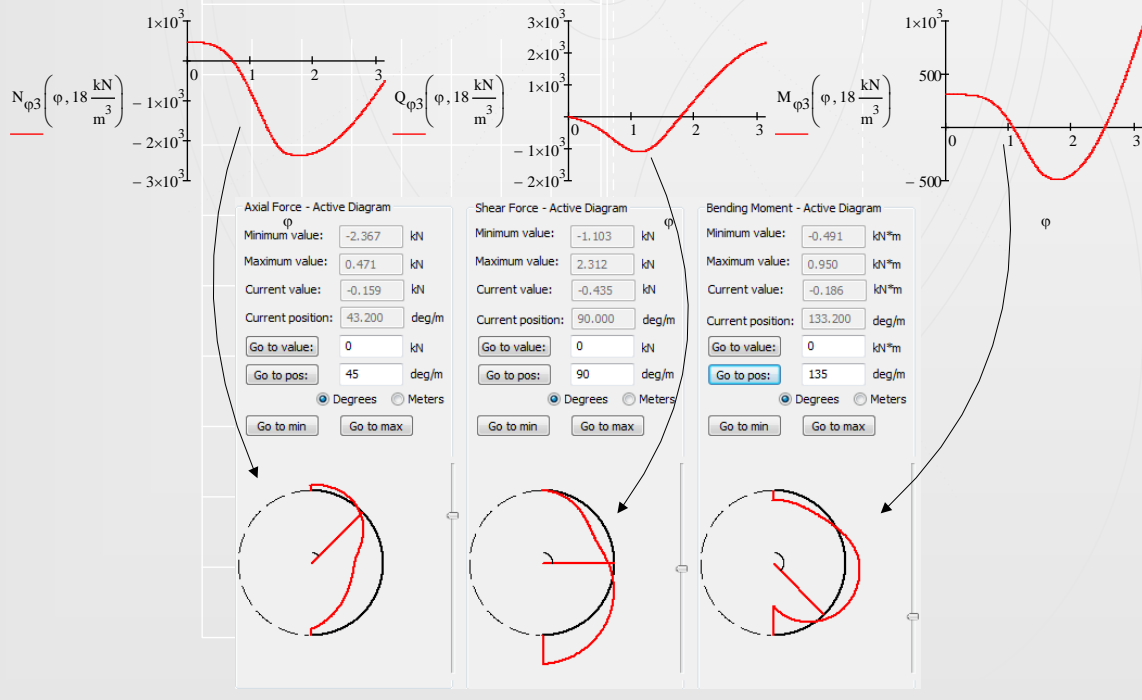 1×10³
0
1
2
3
− 1×10³
− 2×10³
− 3×10³
Nφ3(φ, 18 kN/m³)
φ
3×10³
2×10³
1×10³
0
1
2
3
− 1×10³
− 2×10³
Qφ3(φ, 18 kN/m³)
φ
1×10³
500
0
1
2
3
− 500
Mφ3(φ, 18 kN/m³)
φ
Axial Force - Active Diagram
Minimum value: -2.367 kN
Maximum value: 0.471 kN
Current value: -0.159 kN
Current position: 43.200 deg/m
Go to value: 0 kN
Go to pos: 45 deg/m
Degrees Meters
Go to min Go to max
Shear Force - Active Diagram
Minimum value: -1.103 kN
Maximum value: 2.312 kN
Current value: -0.435 kN
Current position: 90.000 deg/m
Go to value: 0 kN
Go to pos: 90 deg/m
Degrees Meters
Go to min Go to max
Bending Moment - Active Diagram
Minimum value: -0.491 kN*m
Maximum value: 0.950 kN*m
Current value: -0.186 kN*m
Current position: 133.200 deg/m
Go to value: 0 kN*m
Go to pos: 135 deg/m
Degrees Meters
Go to min Go to max